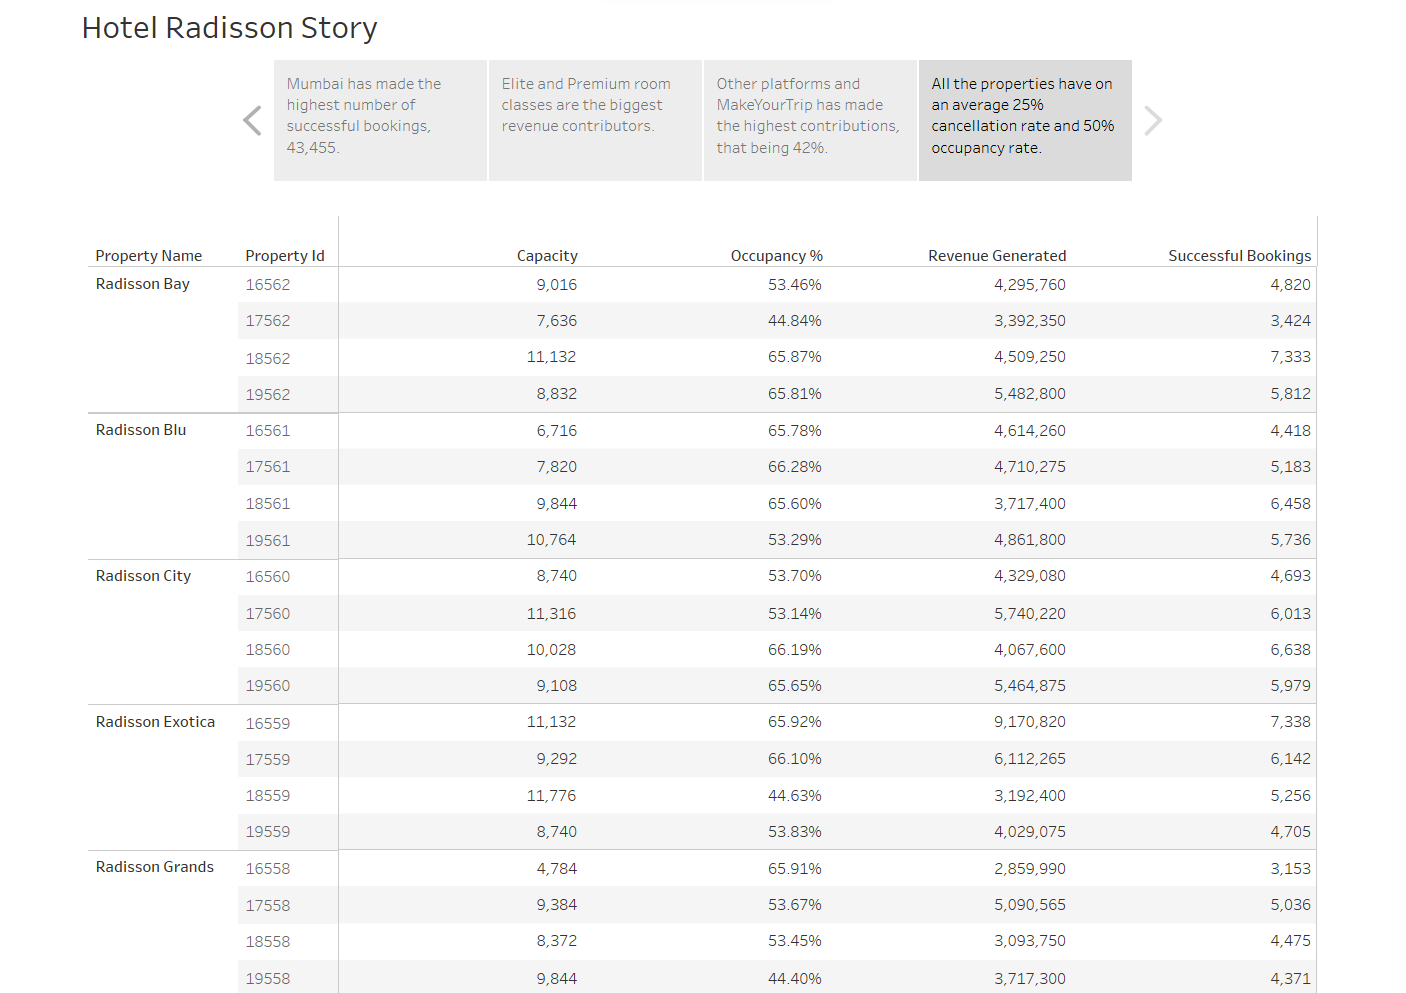 Hotel Radisson Story
Mumbai has made the
highest number of
successful bookings,
43,455.
Elite and Premium room
classes are the biggest
revenue contributors.
Other platforms and
MakeYourTrip has made
the highest contributions,
that being 42%.
All the properties have on
an average 25%
cancellation rate and 50%
occupancy rate.
Property Name Property Id Capacity Occupancy % Revenue Generated Successful Bookings
Radisson Bay 16562 9,016 53.46% 4,295,760 4,820
17562 7,636 44.84% 3,392,350 3,424
18562 11,132 65.87% 4,509,250 7,333
19562 8,832 65.81% 5,482,800 5,812
Radisson Blu 16561 6,716 65.78% 4,614,260 4,418
17561 7,820 66.28% 4,710,275 5,183
18561 9,844 65.60% 3,717,400 6,458
19561 10,764 53.29% 4,861,800 5,736
Radisson City 16560 8,740 53.70% 4,329,080 4,693
17560 11,316 53.14% 5,740,220 6,013
18560 10,028 66.19% 4,067,600 6,638
19560 9,108 65.65% 5,464,875 5,979
Radisson Exotica 16559 11,132 65.92% 9,170,820 7,338
17559 9,292 66.10% 6,112,265 6,142
18559 11,776 44.63% 3,192,400 5,256
19559 8,740 53.83% 4,029,075 4,705
Radisson Grands 16558 4,784 65.91% 2,859,990 3,153
17558 9,384 53.67% 5,090,565 5,036
18558 8,372 53.45% 3,093,750 4,475
19558 9,844 44.40% 3,717,300 4,371